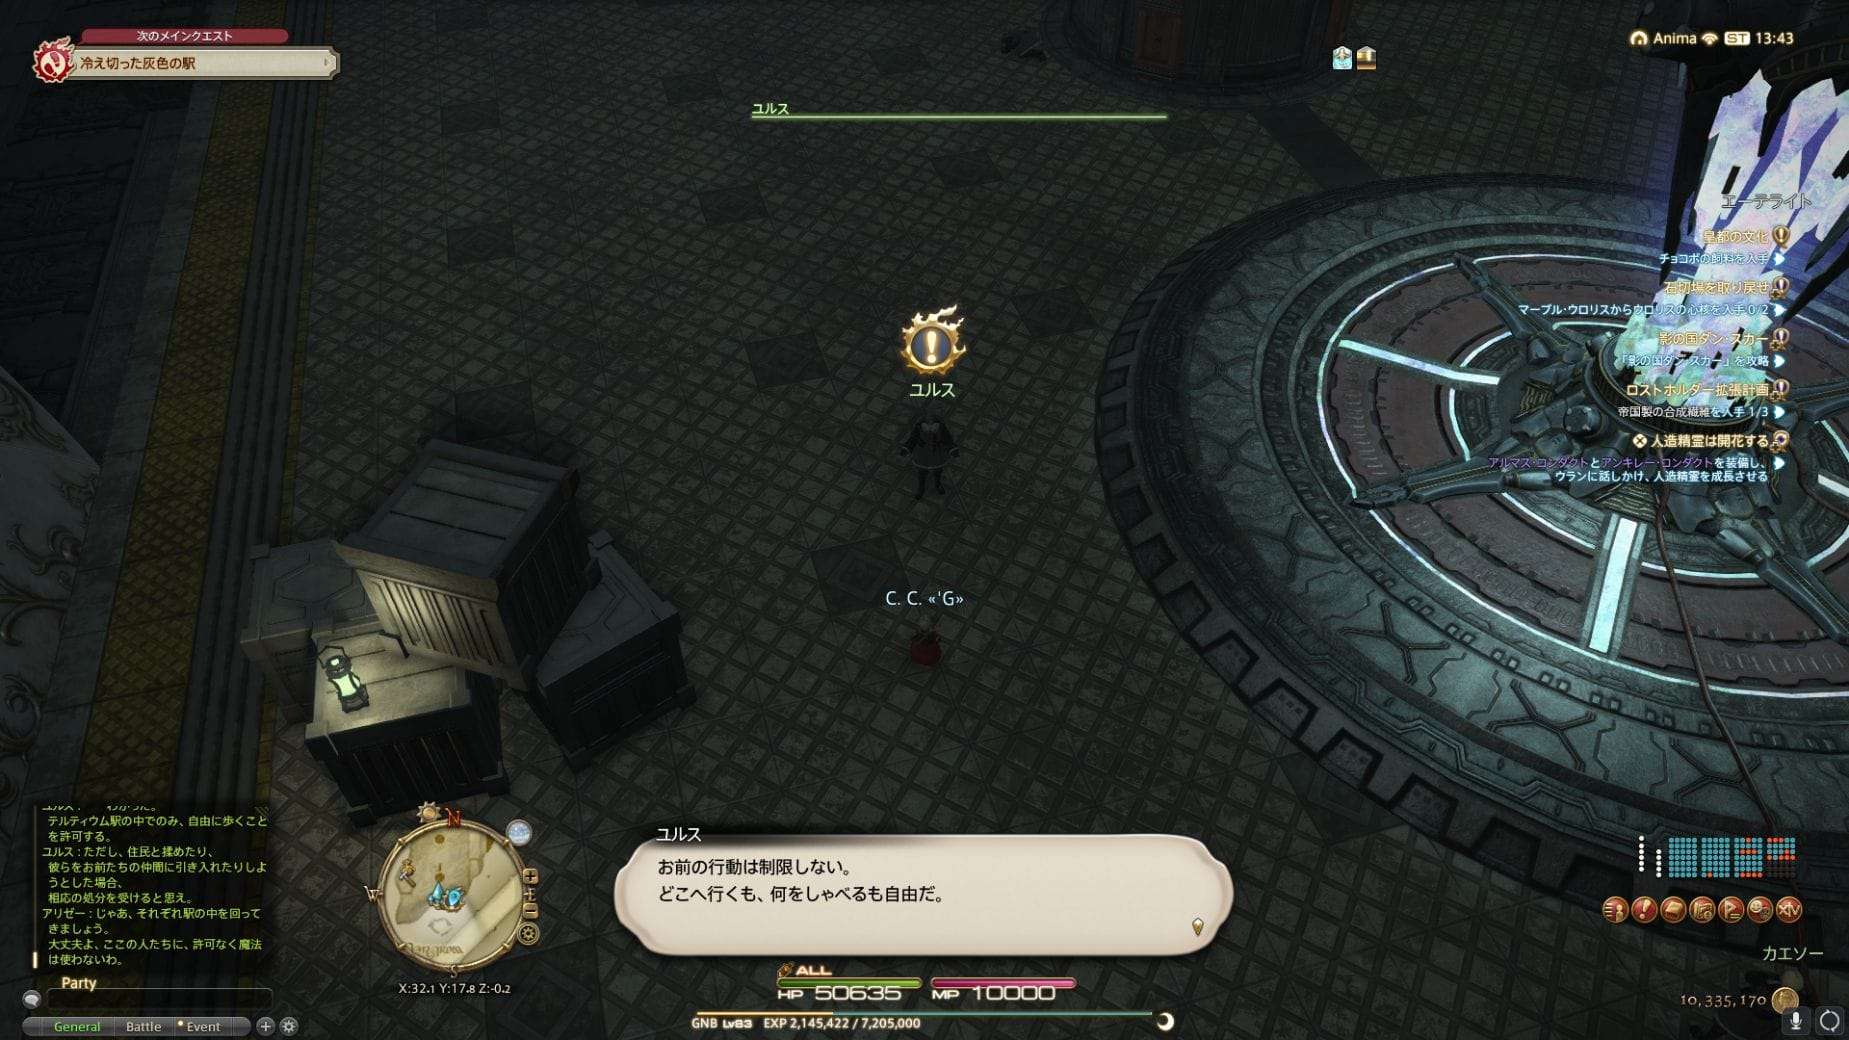 次のメインクエスト
冷え切った灰色の駅
Anima ST 13:43
ユルス
エーテライト
皇都の文化
チョコボの飼料を入手
石切場を取り戻せ
マーブル・ウロリスからウロリスの心核を入手 0/2
影の国ダン・スカー
「影の国ダン・スカー」を攻略
ロストホルダー拡張計画
帝国製の合成繊維を入手 1/3
人造精霊は開花する
アルマス・コンダクトとアンキレー・コンダクトを装備し、
ウランに話しかけ、人造精霊を成長させる
ユルス
C. C. «'G»
ユルス
お前の行動は制限しない。
どこへ行くも、何をしゃべるも自由だ。
テルティウム駅の中でのみ、自由に歩くこと
を許可する。
ユルス：ただし、住民と揉めたり、
彼らをお前たちの仲間に引き入れたりしよ
うとした場合、
相応の処分を受けると思え。
アリゼー：じゃあ、それぞれ駅の中を回って
きましょう。
大丈夫よ、ここの人たちに、許可なく魔法
は使わないわ。
Party
General Battle Event
N
W
S
X:32.1 Y:17.8 Z:-0.2
ALL
HP 50635 MP 10000
GNB Lv83 EXP 2,145,422 / 7,205,000
カエソー
10,335,170